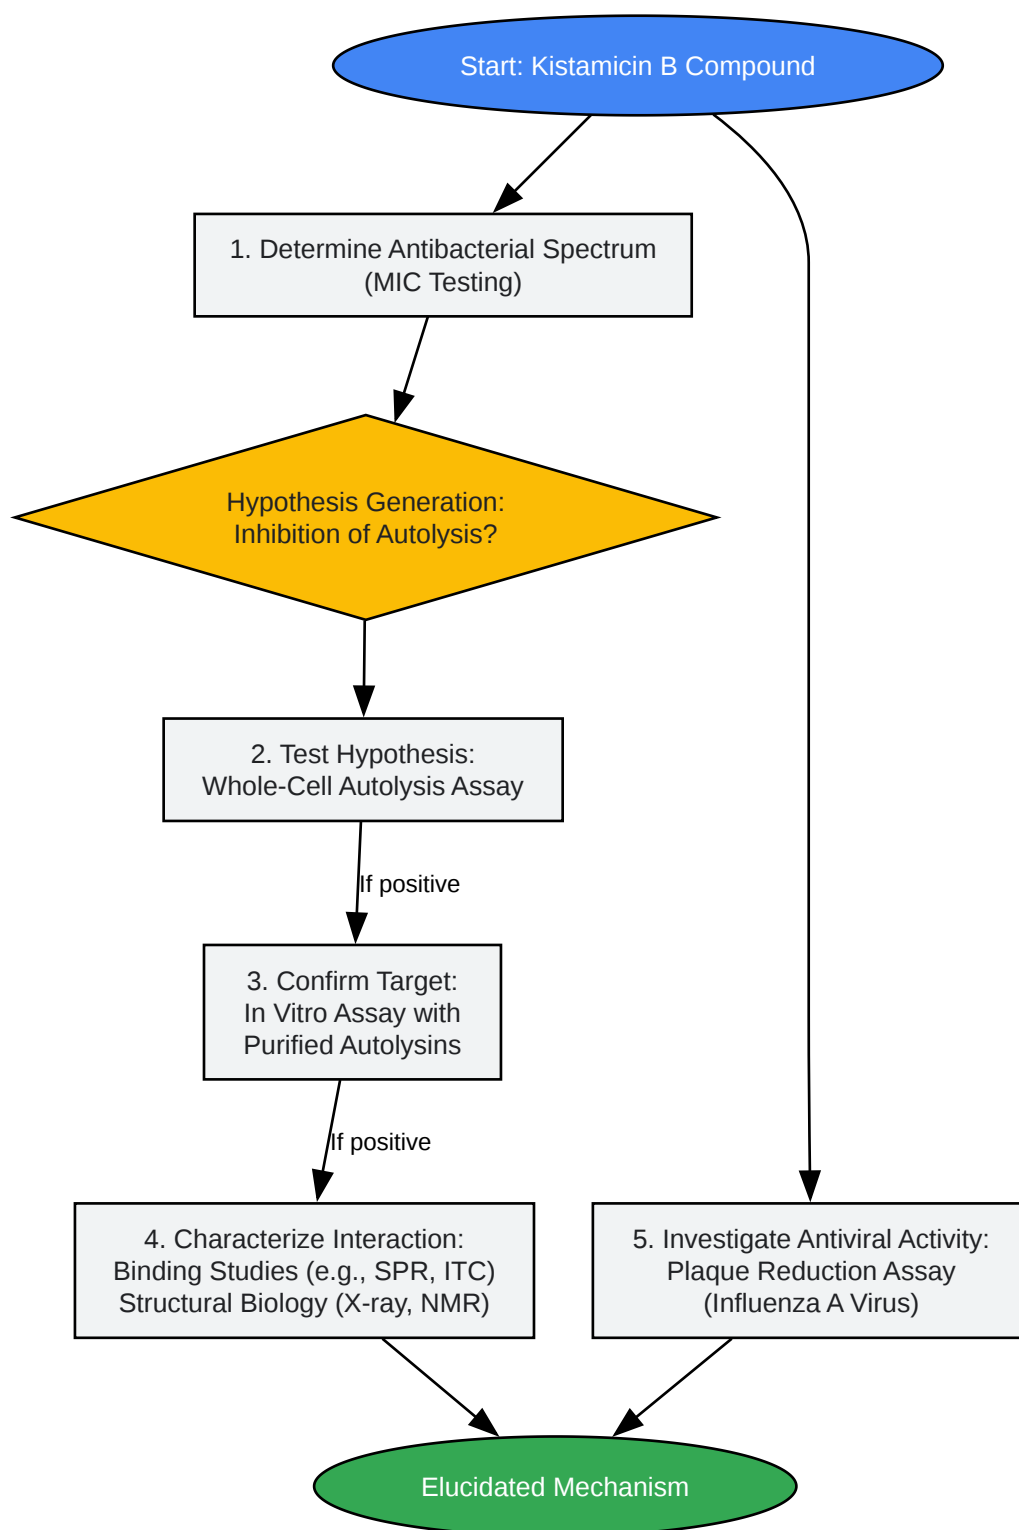 Start: Kistamicin B Compound
1. Determine Antibacterial Spectrum
(MIC Testing)
Hypothesis Generation:
Inhibition of Autolysis?
2. Test Hypothesis:
Whole-Cell Autolysis Assay
If positive
3. Confirm Target:
In Vitro Assay with
Purified Autolysins
If positive
4. Characterize Interaction:
Binding Studies (e.g., SPR, ITC)
Structural Biology (X-ray, NMR)
5. Investigate Antiviral Activity:
Plaque Reduction Assay
(Influenza A Virus)
Elucidated Mechanism